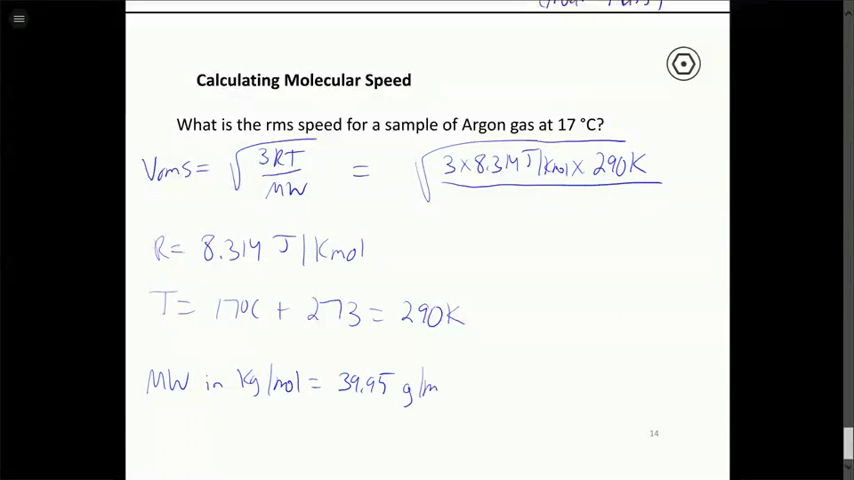 Calculating Molecular Speed
What is the rms speed for a sample of Argon gas at 17 °C?
Vrms = √ 3RT / MW = √ 3 x 8.314 J/Kmol x 290K
R = 8.314 J/Kmol
T = 17°C + 273 = 290K
MW in kg/mol = 39.95 g/m
14